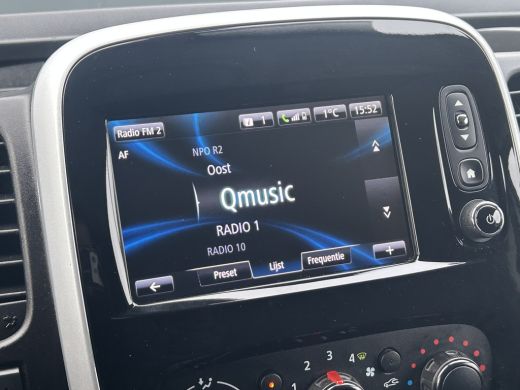 Radio FM 2
1
1°C
15:52
AF
NPO R2
Oost
Qmusic
RADIO 1
RADIO 10
Preset
Lijst
Frequentie
+
1 2 3 4